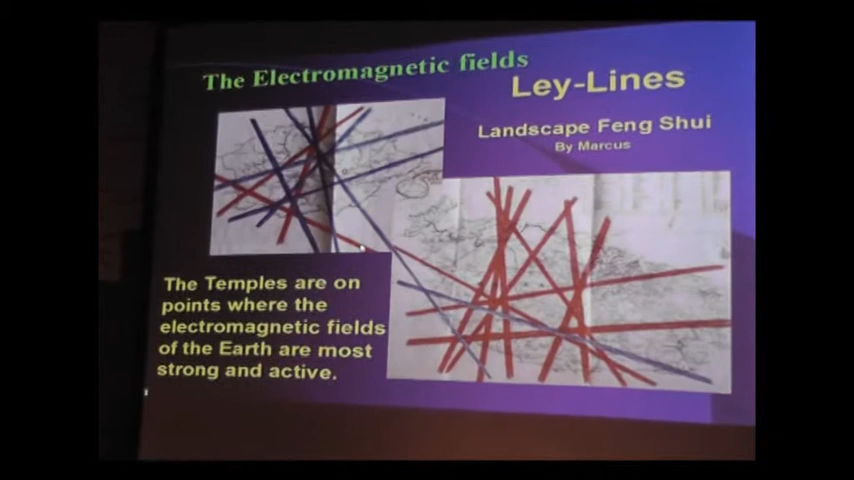 The Electromagnetic fields
Ley-Lines
Landscape Feng Shui
By Marcus
The Temples are on
points where the
electromagnetic fields
of the Earth are most
strong and active.